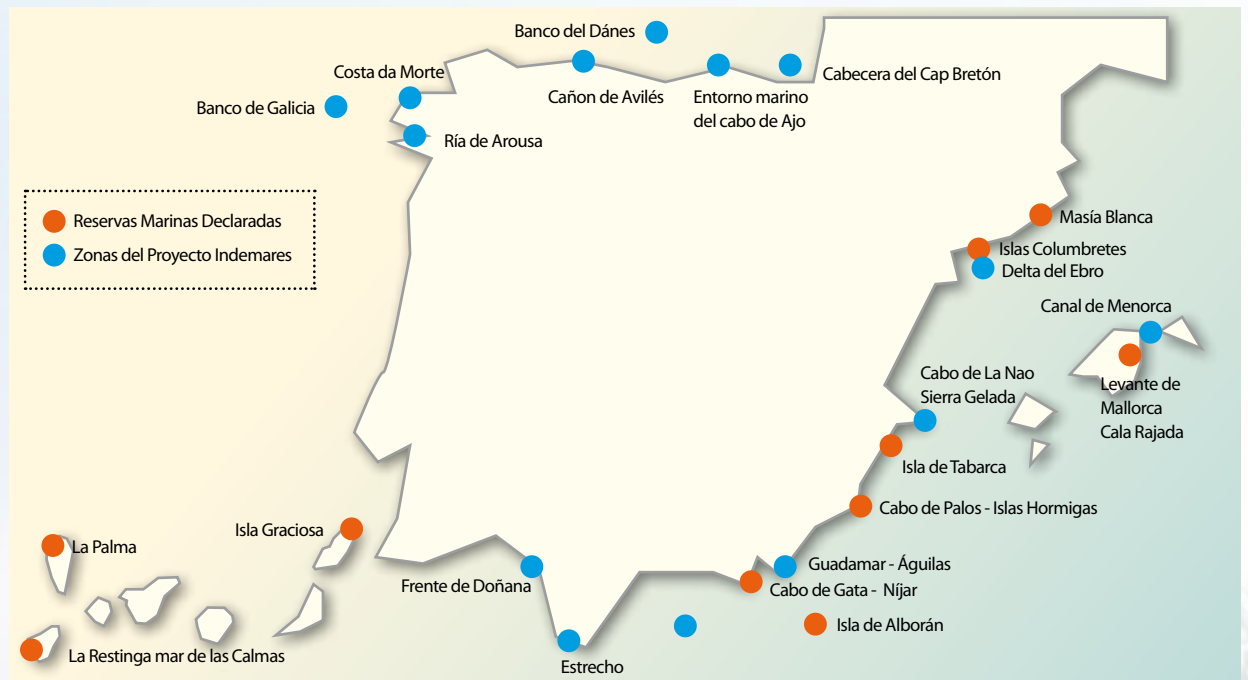 Banco del Dánes
Costa da Morte
Banco de Galicia
Cañon de Avilés
Entorno marino
del cabo de Ajo
Cabecera del Cap Bretón
Ría de Arousa
Reservas Marinas Declaradas
Zonas del Proyecto Indemares
Masía Blanca
Islas Columbretes
Delta del Ebro
Canal de Menorca
Levante de
Mallorca
Cala Rajada
Cabo de La Nao
Sierra Gelada
Isla de Tabarca
Cabo de Palos - Islas Hormigas
Isla Graciosa
La Palma
Frente de Doñana
Guadamar - Águilas
Cabo de Gata - Níjar
Isla de Alborán
La Restinga mar de las Calmas
Estrecho